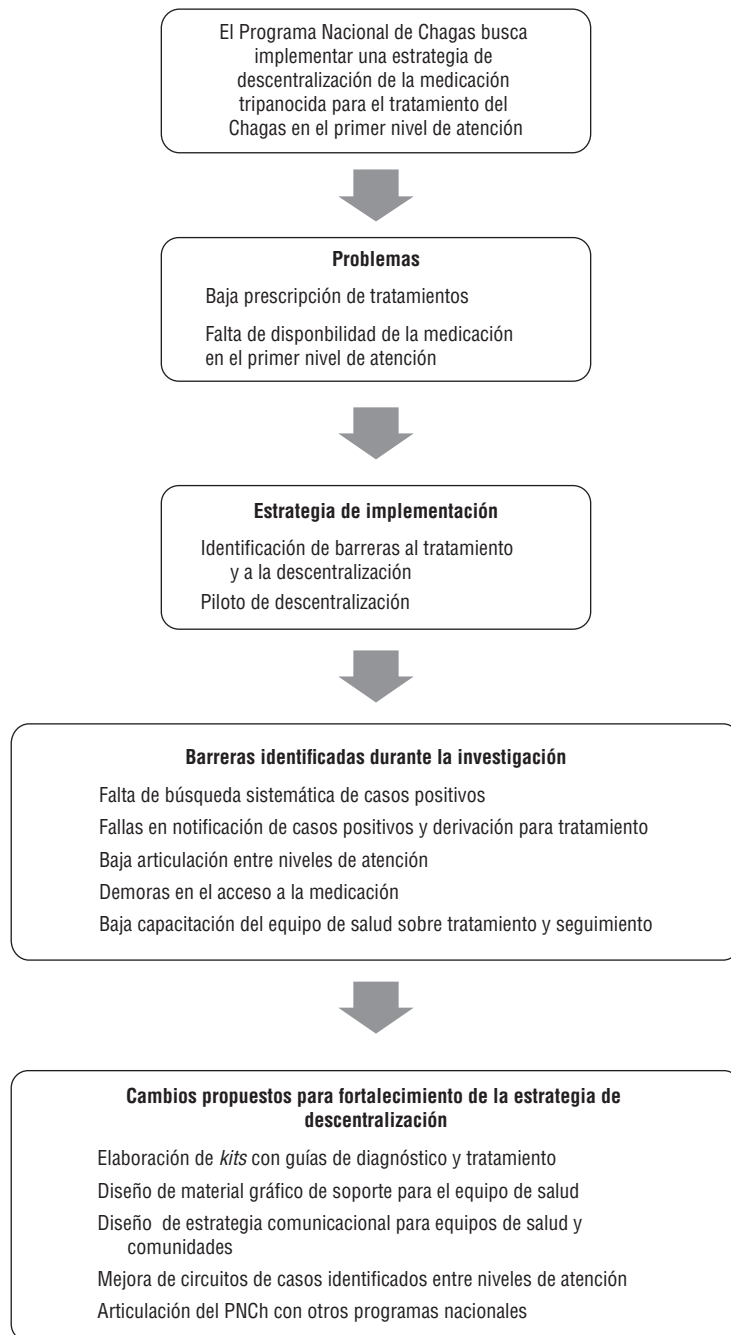 El Programa Nacional de Chagas busca
implementar una estrategia de
descentralización de la medicación
tripanocida para el tratamiento del
Chagas en el primer nivel de atención
Problemas
Baja prescripción de tratamientos
Falta de disponbilidad de la medicación
en el primer nivel de atención
Estrategia de implementación
Identificación de barreras al tratamiento
y a la descentralización
Piloto de descentralización
Barreras identificadas durante la investigación
Falta de búsqueda sistemática de casos positivos
Fallas en notificación de casos positivos y derivación para tratamiento
Baja articulación entre niveles de atención
Demoras en el acceso a la medicación
Baja capacitación del equipo de salud sobre tratamiento y seguimiento
Cambios propuestos para fortalecimiento de la estrategia de
descentralización
Elaboración de kits con guías de diagnóstico y tratamiento
Diseño de material gráfico de soporte para el equipo de salud
Diseño de estrategia comunicacional para equipos de salud y
comunidades
Mejora de circuitos de casos identificados entre niveles de atención
Articulación del PNCh con otros programas nacionales